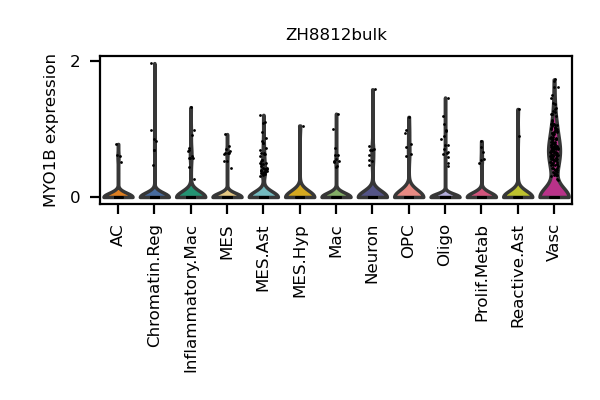 ZH8812bulk
MYO1B expression
2
0
AC
Chromatin.Reg
Inflammatory.Mac
MES
MES.Ast
MES.Hyp
Mac
Neuron
OPC
Oligo
Prolif.Metab
Reactive.Ast
Vasc